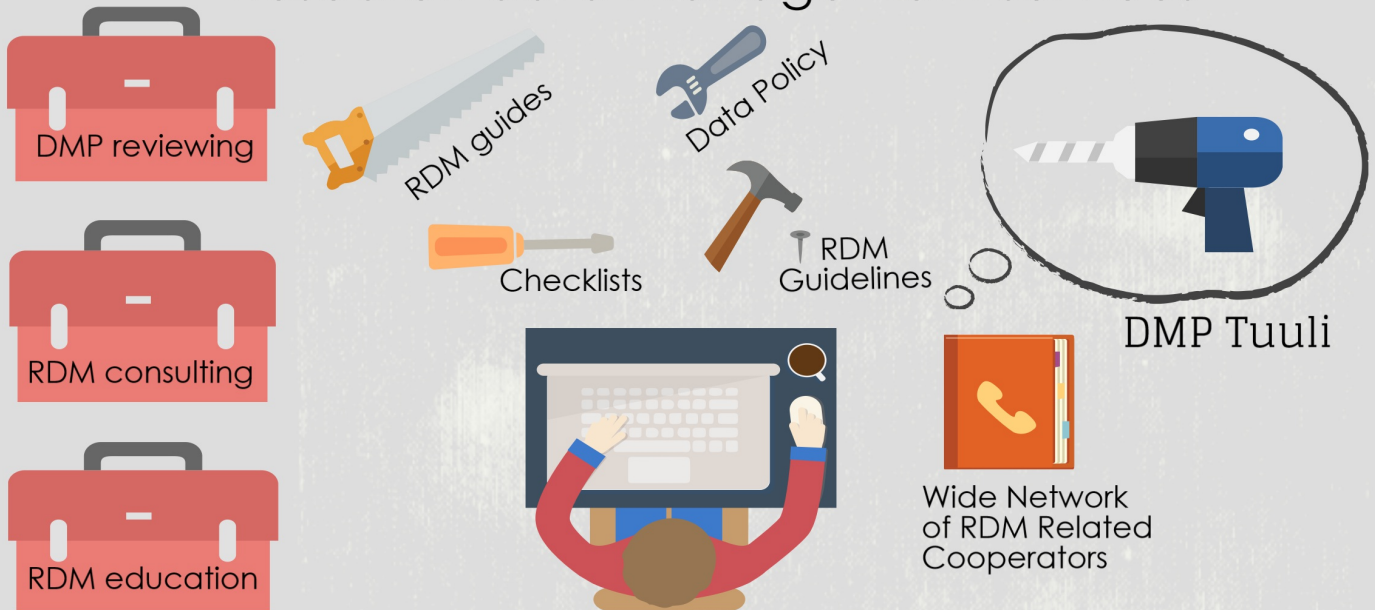 DMP reviewing
RDM guides
Data Policy
Checklists
RDM
Guidelines
DMP Tuuli
RDM consulting
Wide Network
of RDM Related
Cooperators
RDM education